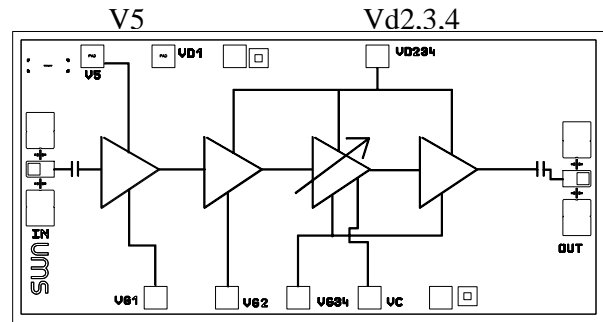 V5 Vd2,3,4
V5 VD1 VD234
IN
OUT
ums
VG1 VG2 VG34 VC